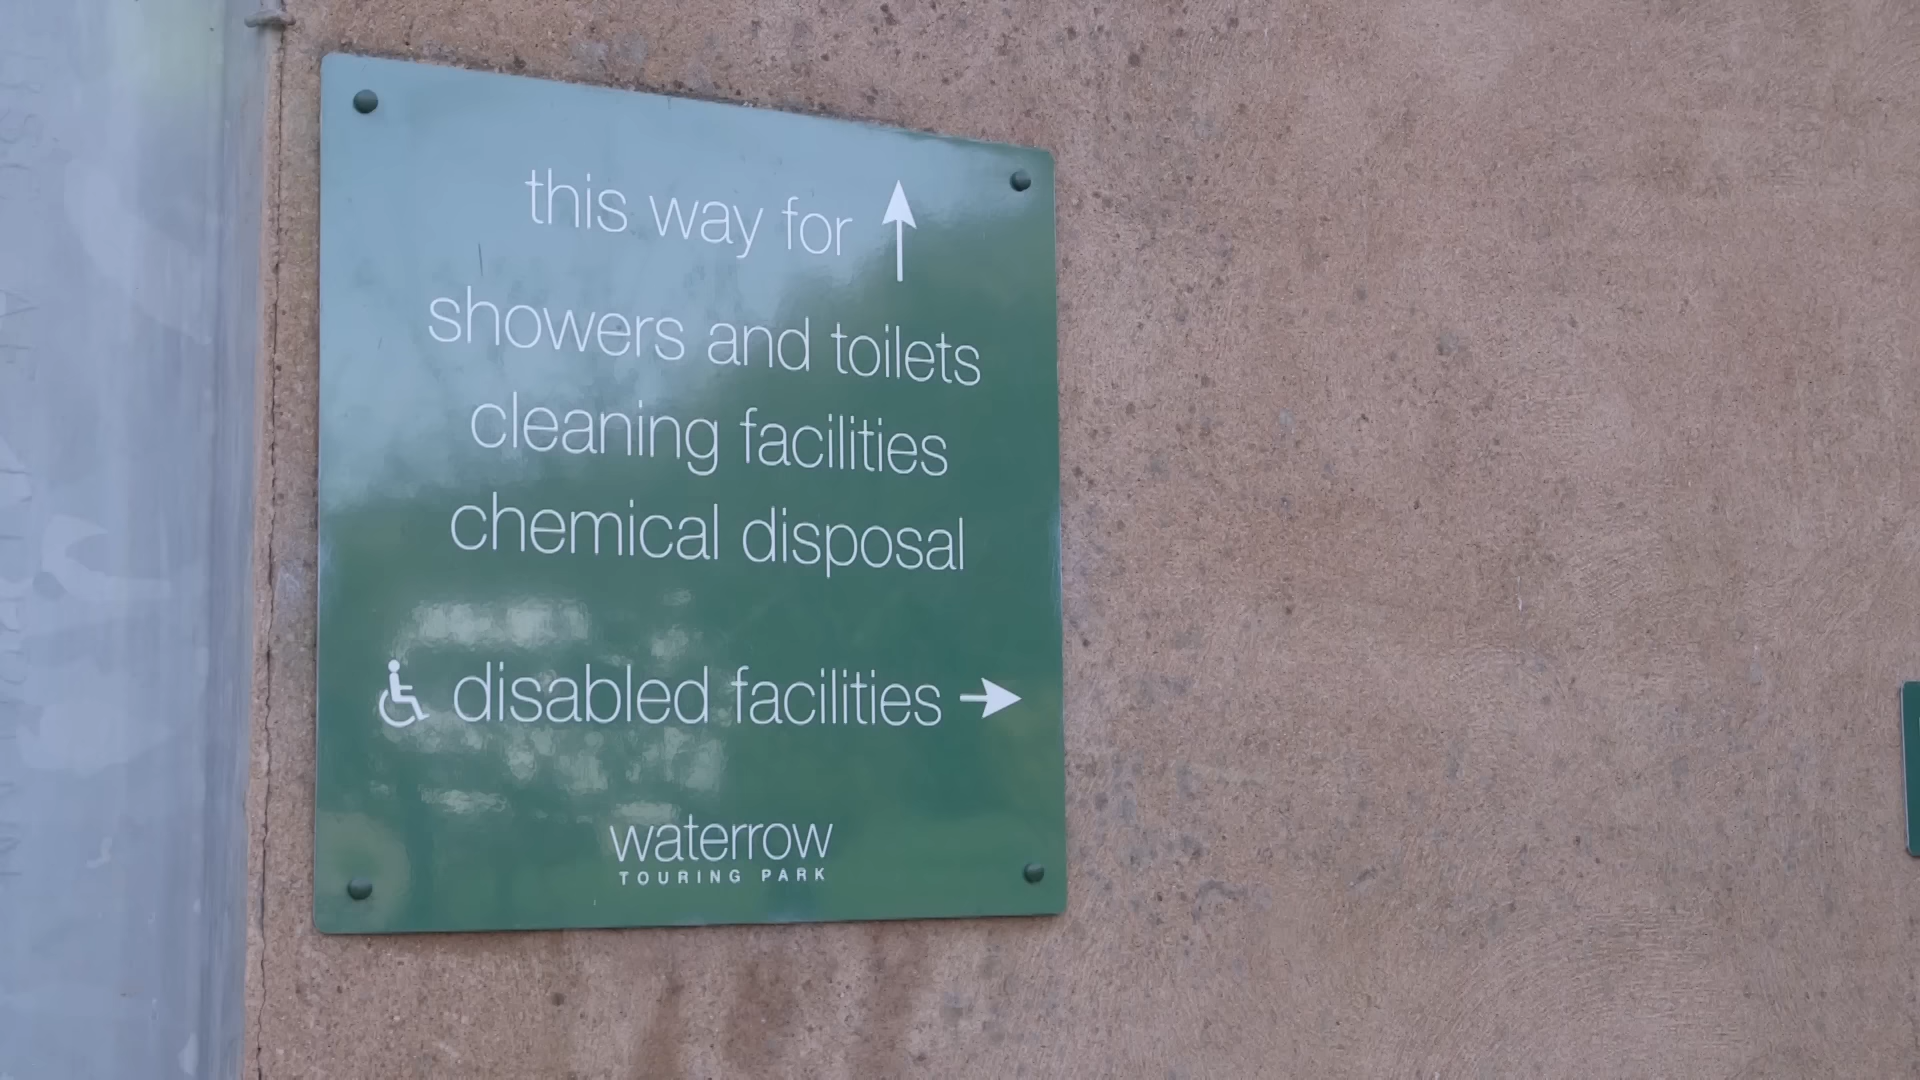 this way for
showers and toilets
cleaning facilities
chemical disposal
disabled facilities
waterrow
TOURING PARK